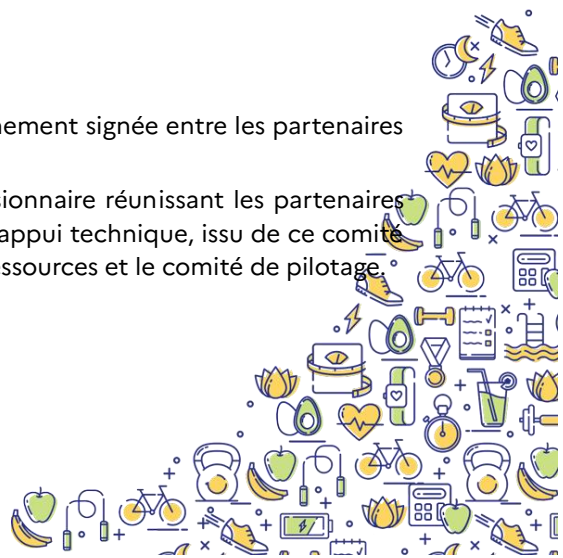 nement signée entre les partenaires
sionnaire réunissant les partenaires
appui technique, issu de ce comité
essources et le comité de pilotage.